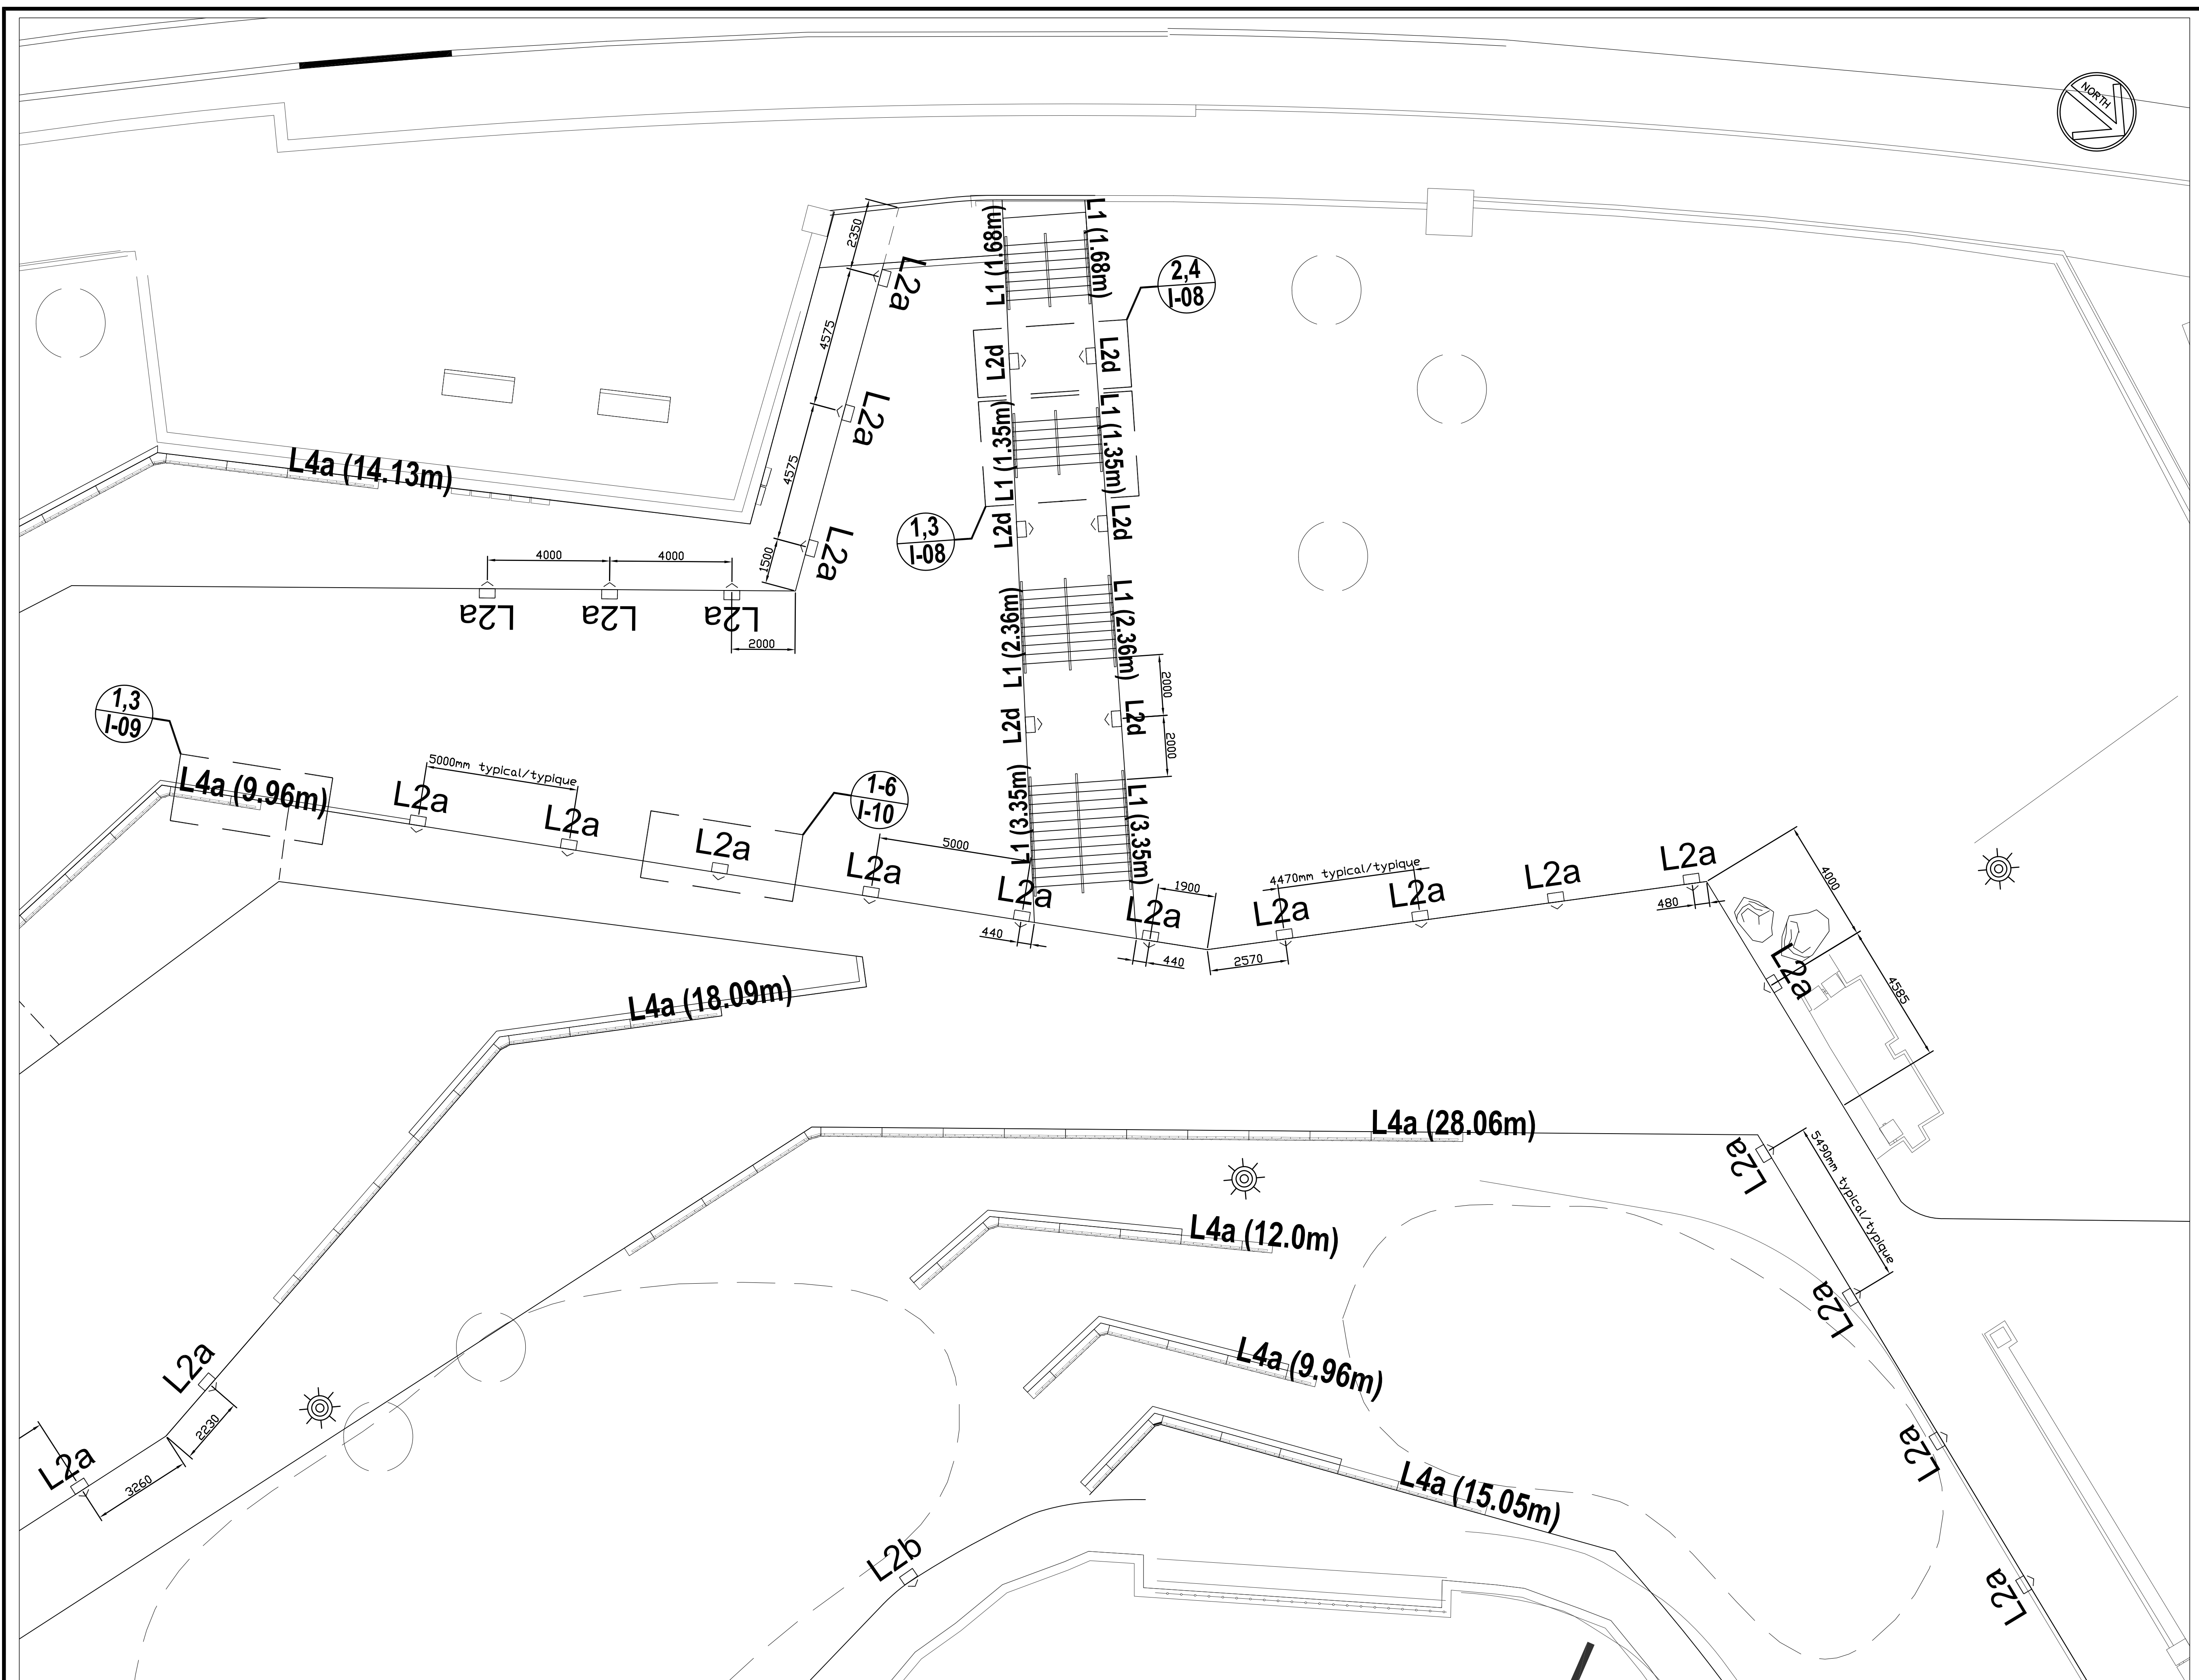 NORTH
2350
L2a
4575
L2a
4575
L2a
1500
L1 (1.68m)
L1 (1.68m)
2,4
I-08
L2d
L2d
L1 (1.35m)
L1 (1.35m)
1,3
I-08
L2d
L2d
L4a (14.13m)
4000
4000
L2a
L2a
L2a
2000
L1 (2.36m)
L1 (2.36m)
2000
L2d
L2d
2000
1,3
I-09
L4a (9.96m)
5000mm typical/typique
L2a
L2a
L2a
1-6
I-10
L2a
5000
L1 (3.35m)
L1 (3.35m)
L2a
440
L2a
1900
440
2570
L2a
4470mm typical/typique
L2a
L2a
L2a
480
4000
L2a
4585
L4a (18.09m)
L4a (28.06m)
L2a
5490mm typical/typique
L2a
L2a
L2a
L4a (12.0m)
L4a (9.96m)
L4a (15.05m)
L2a
2230
L2a
3260
L2b